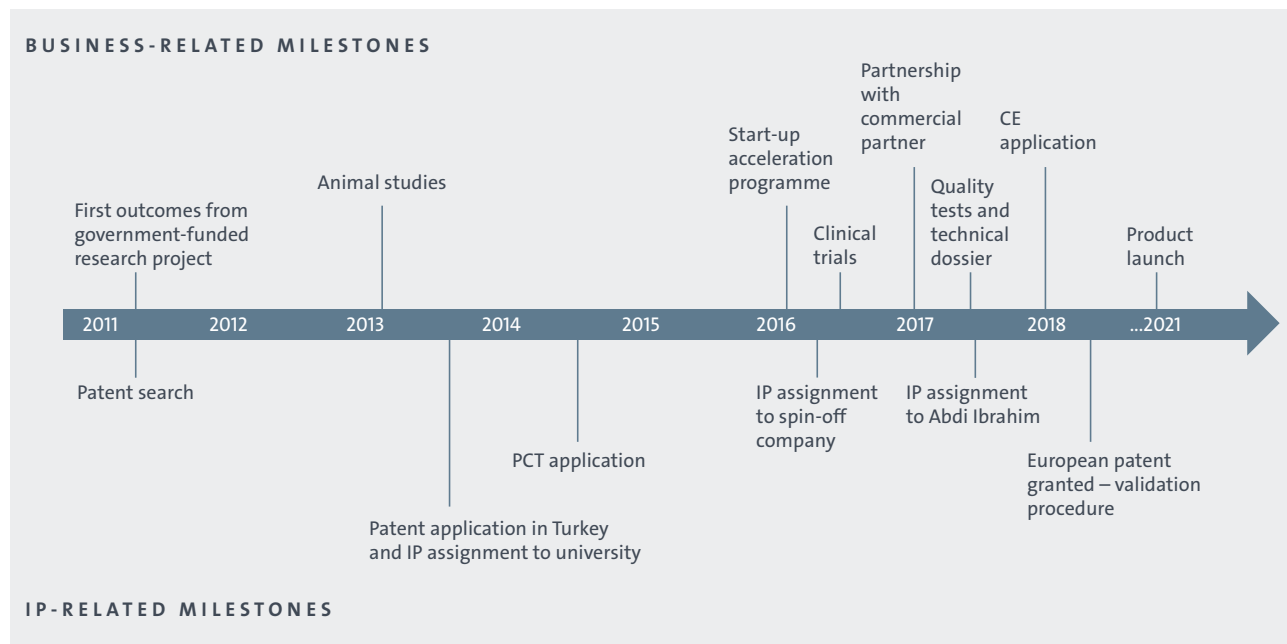 BUSINESS-RELATED MILESTONES
First outcomes from
government-funded
research project
Animal studies
Start-up
acceleration
programme
Clinical
trials
Partnership
with
commercial
partner
Quality
tests and
technical
dossier
CE
application
Product
launch
2011 2012 2013 2014 2015 2016 2017 2018 ...2021
Patent search
Patent application in Turkey
and IP assignment to university
PCT application
IP assignment
to spin-off
company
IP assignment
to Abdi Ibrahim
European patent
granted – validation
procedure
IP-RELATED MILESTONES